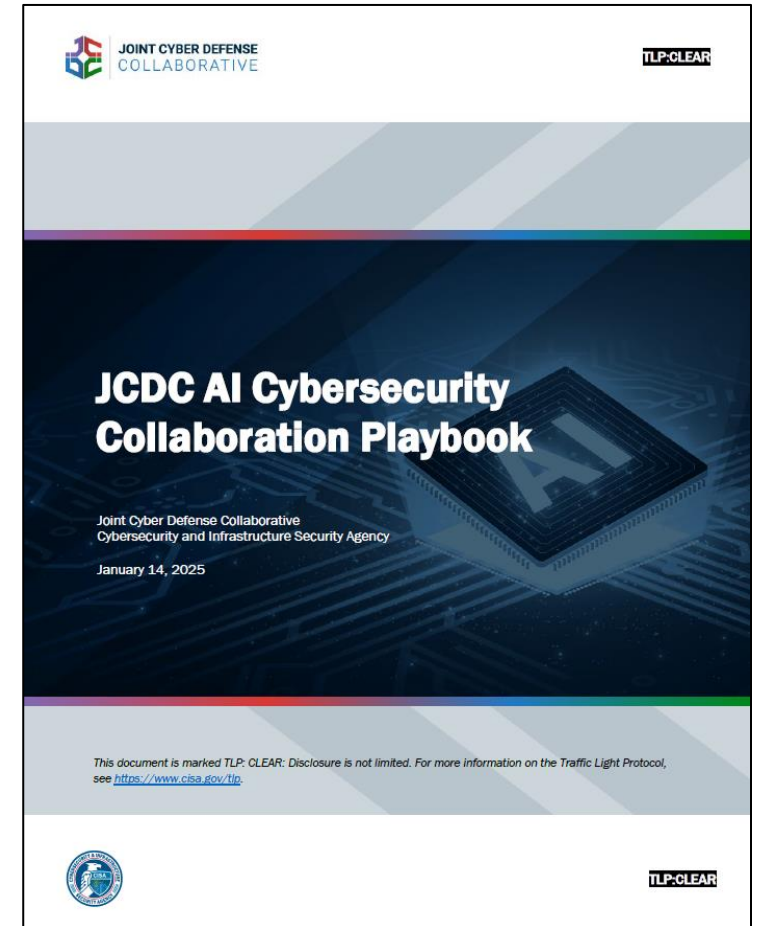 JOINT CYBER DEFENSE
COLLABORATIVE
TLP:CLEAR
JCDC AI Cybersecurity
Collaboration Playbook
AI
Joint Cyber Defense Collaborative
Cybersecurity and Infrastructure Security Agency
January 14, 2025
This document is marked TLP: CLEAR: Disclosure is not limited. For more information on the Traffic Light Protocol,
see https://www.cisa.gov/tlp.
CISA
TLP:CLEAR